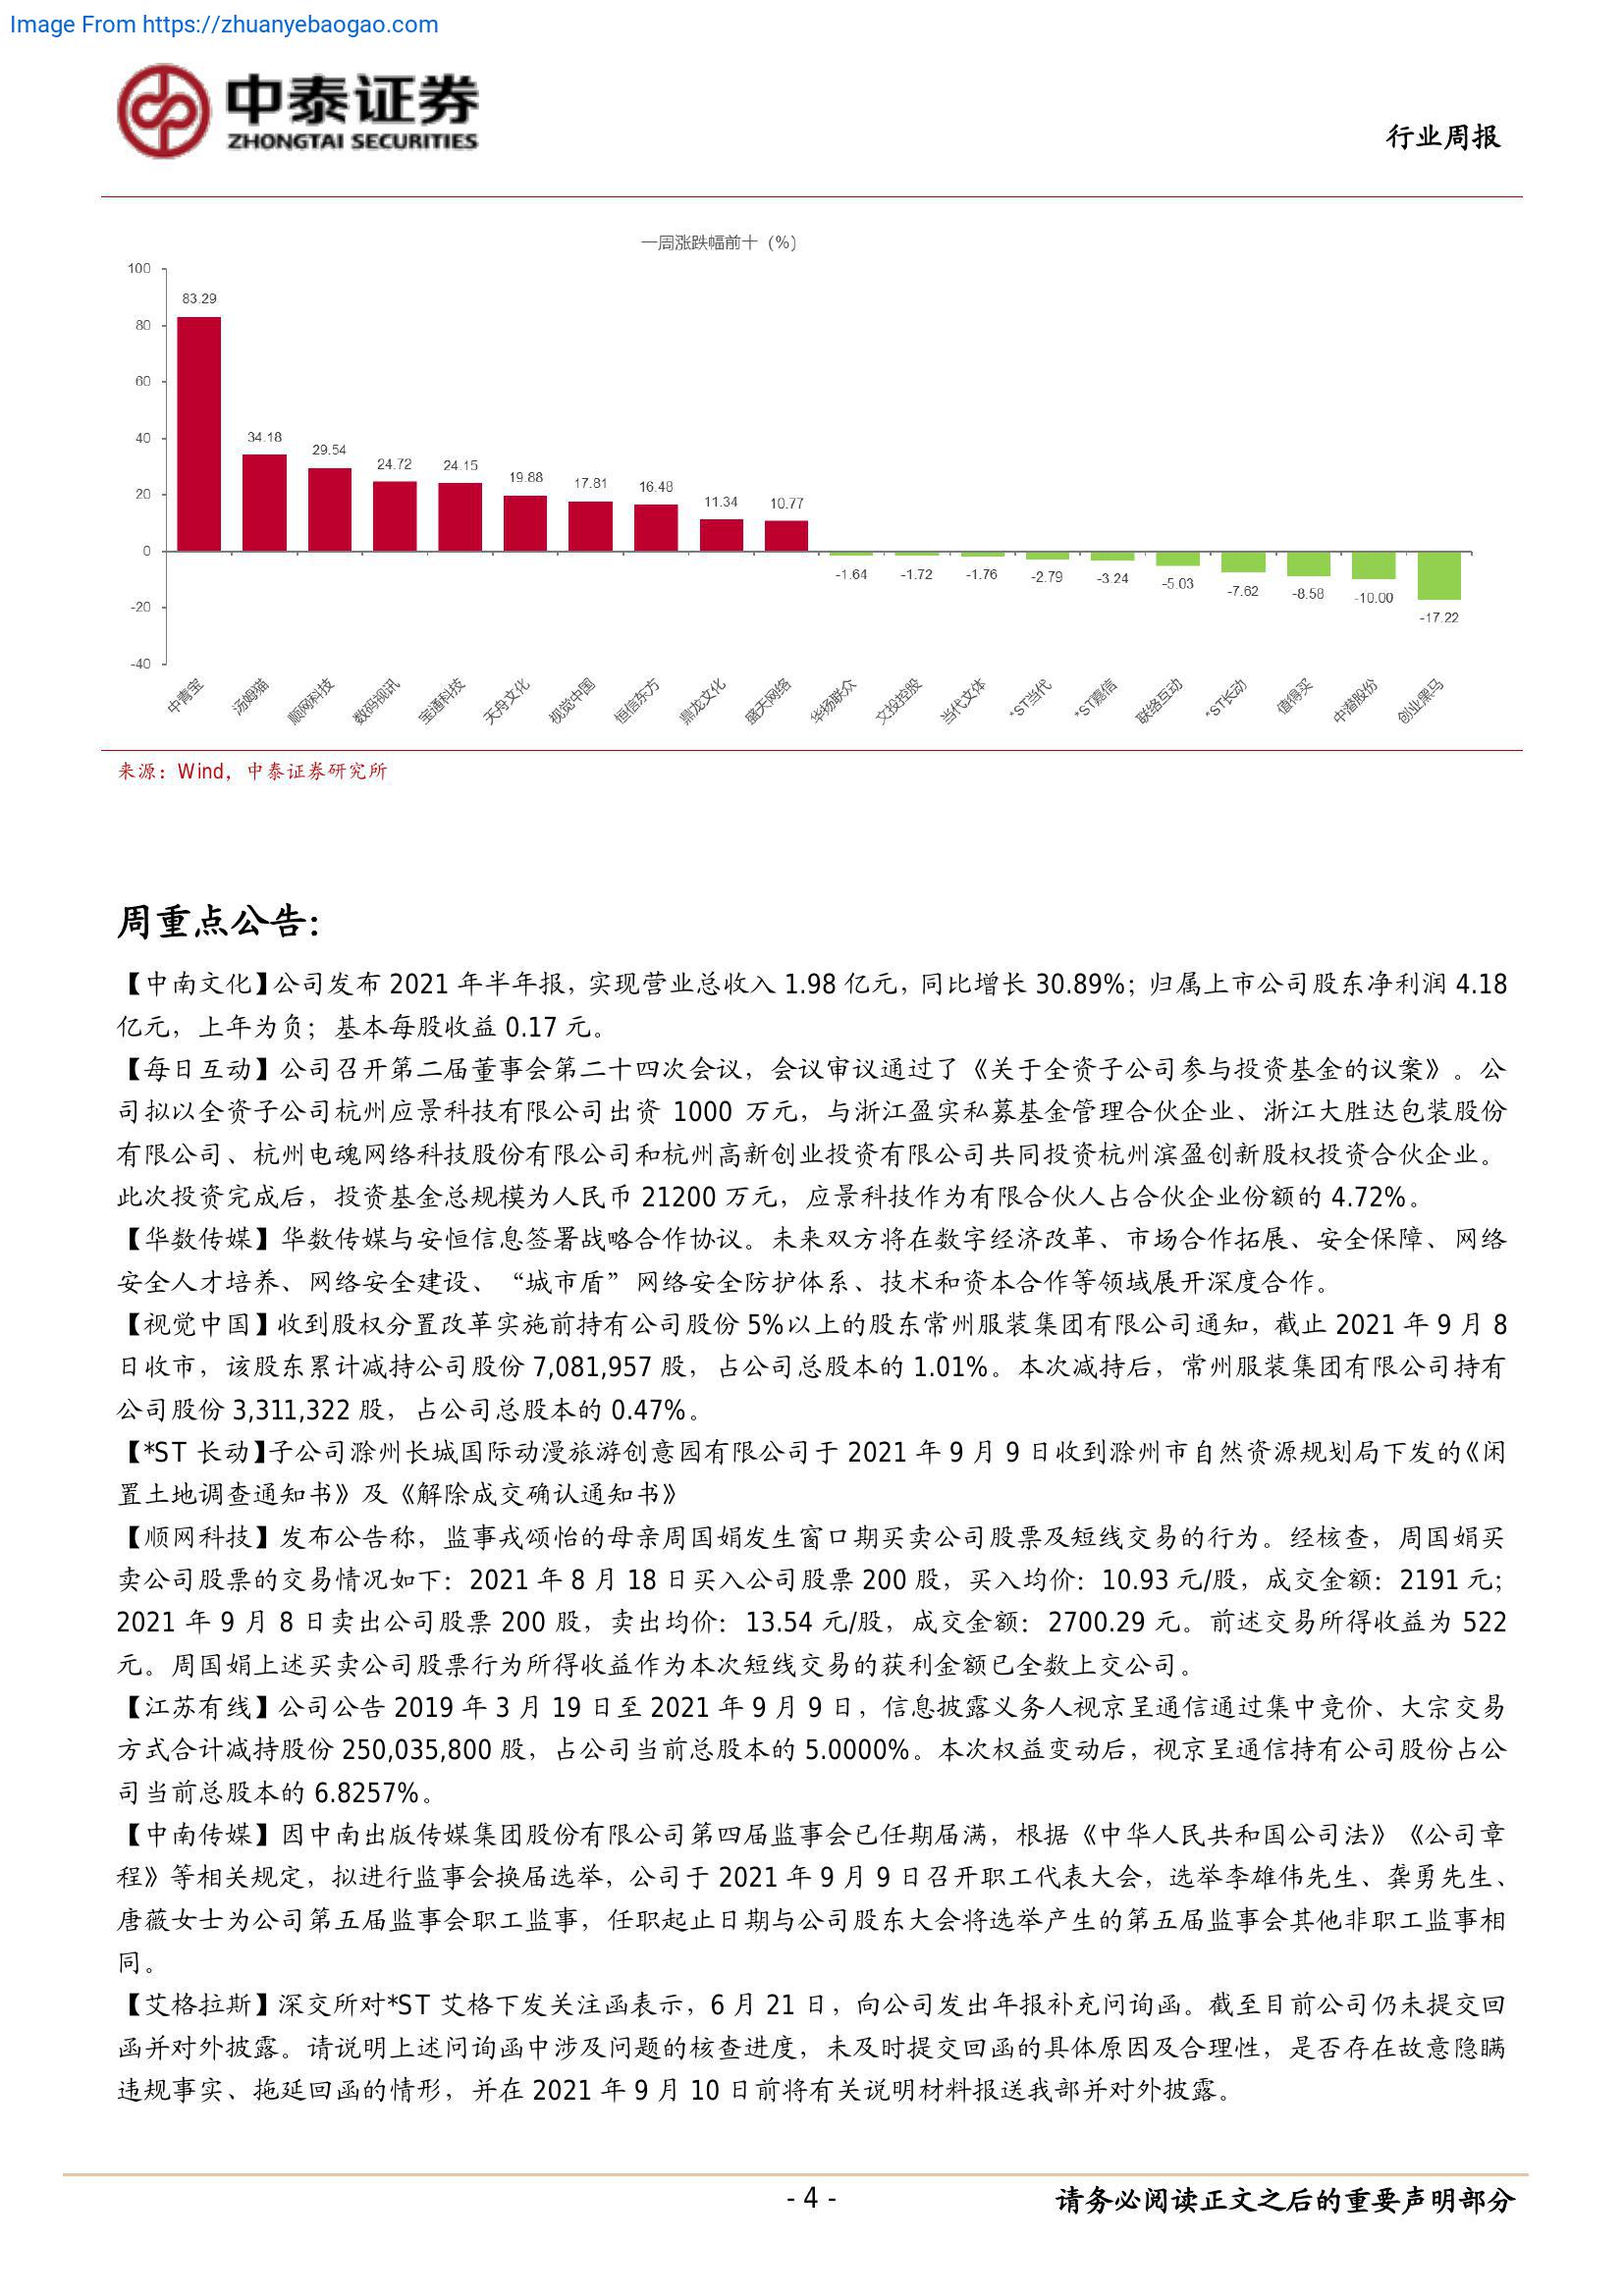 Image From https://zhuanyebaogao.com
中泰证券
ZHONGTAI SECURITIES
行业周报
一周涨跌幅前十（%）
100
80
60
40
20
0
-20
-40
83.29
34.18
29.54
24.72
24.15
19.88
17.81
16.48
11.34
10.77
-1.64
-1.72
-1.76
-2.79
-3.24
-5.03
-7.62
-8.58
-10.00
-17.22
中青宝
汤姆猫
顺网科技
数码视讯
宝通科技
天舟文化
视觉中国
恒信东方
鼎龙文化
盛天网络
华扬联众
文投控股
当代文体
*ST当代
*ST嘉信
联络互动
*ST长动
值得买
中潜股份
创业黑马
来源：Wind，中泰证券研究所
周重点公告：
【中南文化】公司发布 2021 年半年报，实现营业总收入 1.98 亿元，同比增长 30.89%；归属上市公司股东净利润 4.18
亿元，上年为负；基本每股收益 0.17 元。
【每日互动】公司召开第二届董事会第二十四次会议，会议审议通过了《关于全资子公司参与投资基金的议案》。公
司拟以全资子公司杭州应景科技有限公司出资 1000 万元，与浙江盈实私募基金管理合伙企业、浙江大胜达包装股份
有限公司、杭州电魂网络科技股份有限公司和杭州高新创业投资有限公司共同投资杭州滨盈创新股权投资合伙企业。
此次投资完成后，投资基金总规模为人民币 21200 万元，应景科技作为有限合伙人占合伙企业份额的 4.72%。
【华数传媒】华数传媒与安恒信息签署战略合作协议。未来双方将在数字经济改革、市场合作拓展、安全保障、网络
安全人才培养、网络安全建设、“城市盾”网络安全防护体系、技术和资本合作等领域展开深度合作。
【视觉中国】收到股权分置改革实施前持有公司股份 5%以上的股东常州服装集团有限公司通知，截止 2021 年 9 月 8
日收市，该股东累计减持公司股份 7,081,957 股，占公司总股本的 1.01%。本次减持后，常州服装集团有限公司持有
公司股份 3,311,322 股，占公司总股本的 0.47%。
【*ST 长动】子公司滁州长城国际动漫旅游创意园有限公司于 2021 年 9 月 9 日收到滁州市自然资源规划局下发的《闲
置土地调查通知书》及《解除成交确认通知书》
【顺网科技】发布公告称，监事戎颂怡的母亲周国娟发生窗口期买卖公司股票及短线交易的行为。经核查，周国娟买
卖公司股票的交易情况如下：2021 年 8 月 18 日买入公司股票 200 股，买入均价：10.93 元/股，成交金额：2191 元；
2021 年 9 月 8 日卖出公司股票 200 股，卖出均价：13.54 元/股，成交金额：2700.29 元。前述交易所得收益为 522
元。周国娟上述买卖公司股票行为所得收益作为本次短线交易的获利金额已全数上交公司。
【江苏有线】公司公告 2019 年 3 月 19 日至 2021 年 9 月 9 日，信息披露义务人视京呈通信通过集中竞价、大宗交易
方式合计减持股份 250,035,800 股，占公司当前总股本的 5.0000%。本次权益变动后，视京呈通信持有公司股份占公
司当前总股本的 6.8257%。
【中南传媒】因中南出版传媒集团股份有限公司第四届监事会已任期届满，根据《中华人民共和国公司法》《公司章
程》等相关规定，拟进行监事会换届选举，公司于 2021 年 9 月 9 日召开职工代表大会，选举李雄伟先生、龚勇先生、
唐薇女士为公司第五届监事会职工监事，任职起止日期与公司股东大会将选举产生的第五届监事会其他非职工监事相
同。
【艾格拉斯】深交所对*ST 艾格下发关注函表示，6 月 21 日，向公司发出年报补充问询函。截至目前公司仍未提交回
函并对外披露。请说明上述问询函中涉及问题的核查进度，未及时提交回函的具体原因及合理性，是否存在故意隐瞒
违规事实、拖延回函的情形，并在 2021 年 9 月 10 日前将有关说明材料报送我部并对外披露。
- 4 -
请务必阅读正文之后的重要声明部分